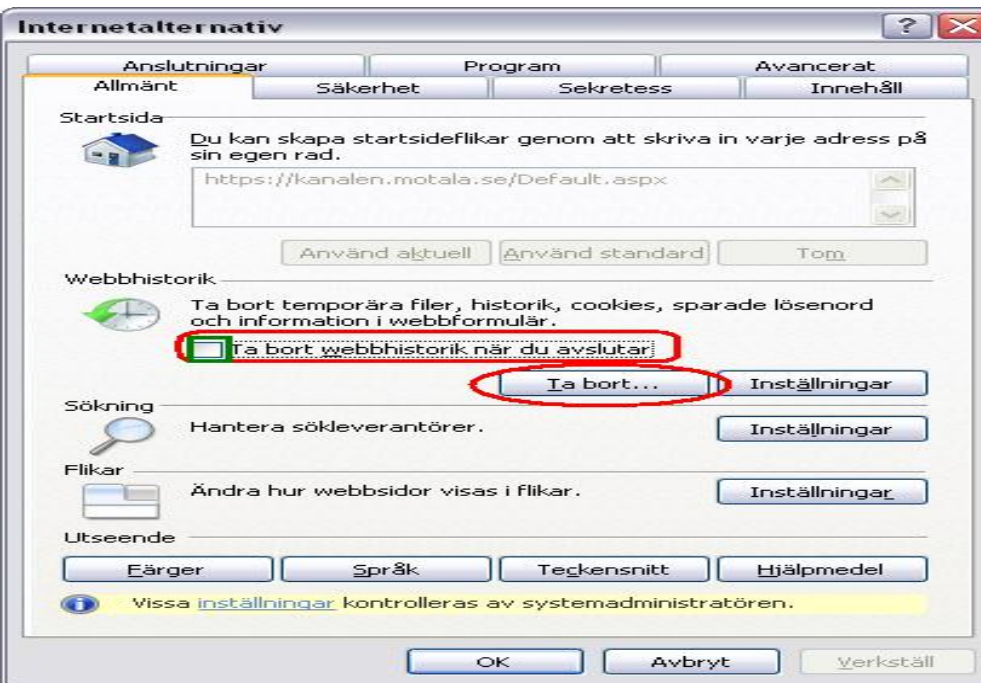 Internetalternativ
Anslutningar Program Avancerat
Allmänt Säkerhet Sekretess Innehåll
Startsida
Du kan skapa startsideflikar genom att skriva in varje adress på
sin egen rad.
https://kanalen.motala.se/Default.aspx
Använd aktuell Använd standard Tom
Webbhistorik
Ta bort temporära filer, historik, cookies, sparade lösenord
och information i webbformulär.
Ta bort webbhistorik när du avslutar
Ta bort... Inställningar
Sökning
Hantera sökleverantörer. Inställningar
Flikar
Ändra hur webbsidor visas i flikar. Inställningar
Utseende
Färger Språk Teckensnitt Hjälpmedel
Vissa inställningar kontrolleras av systemadministratören.
OK Avbryt Verkställ